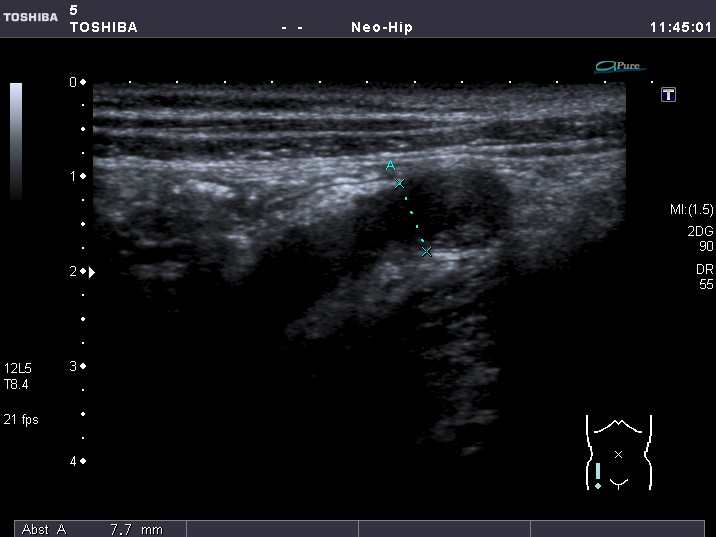 TOSHIBA
5
TOSHIBA - - Neo-Hip 11:45:01
Pure
T
0
A
1
MI:(1.5)
2DG
90
2
DR
55
3
12L5
T8.4
21 fps
4
Abst A 7.7 mm